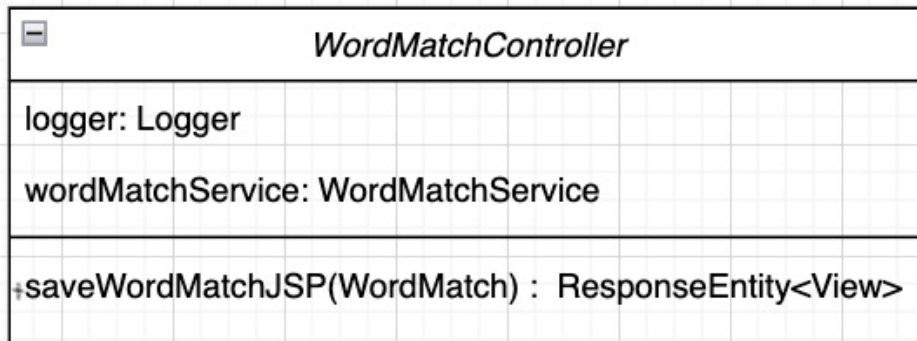 WordMatchController
logger: Logger
wordMatchService: WordMatchService
+saveWordMatchJSP(WordMatch) : ResponseEntity<View>